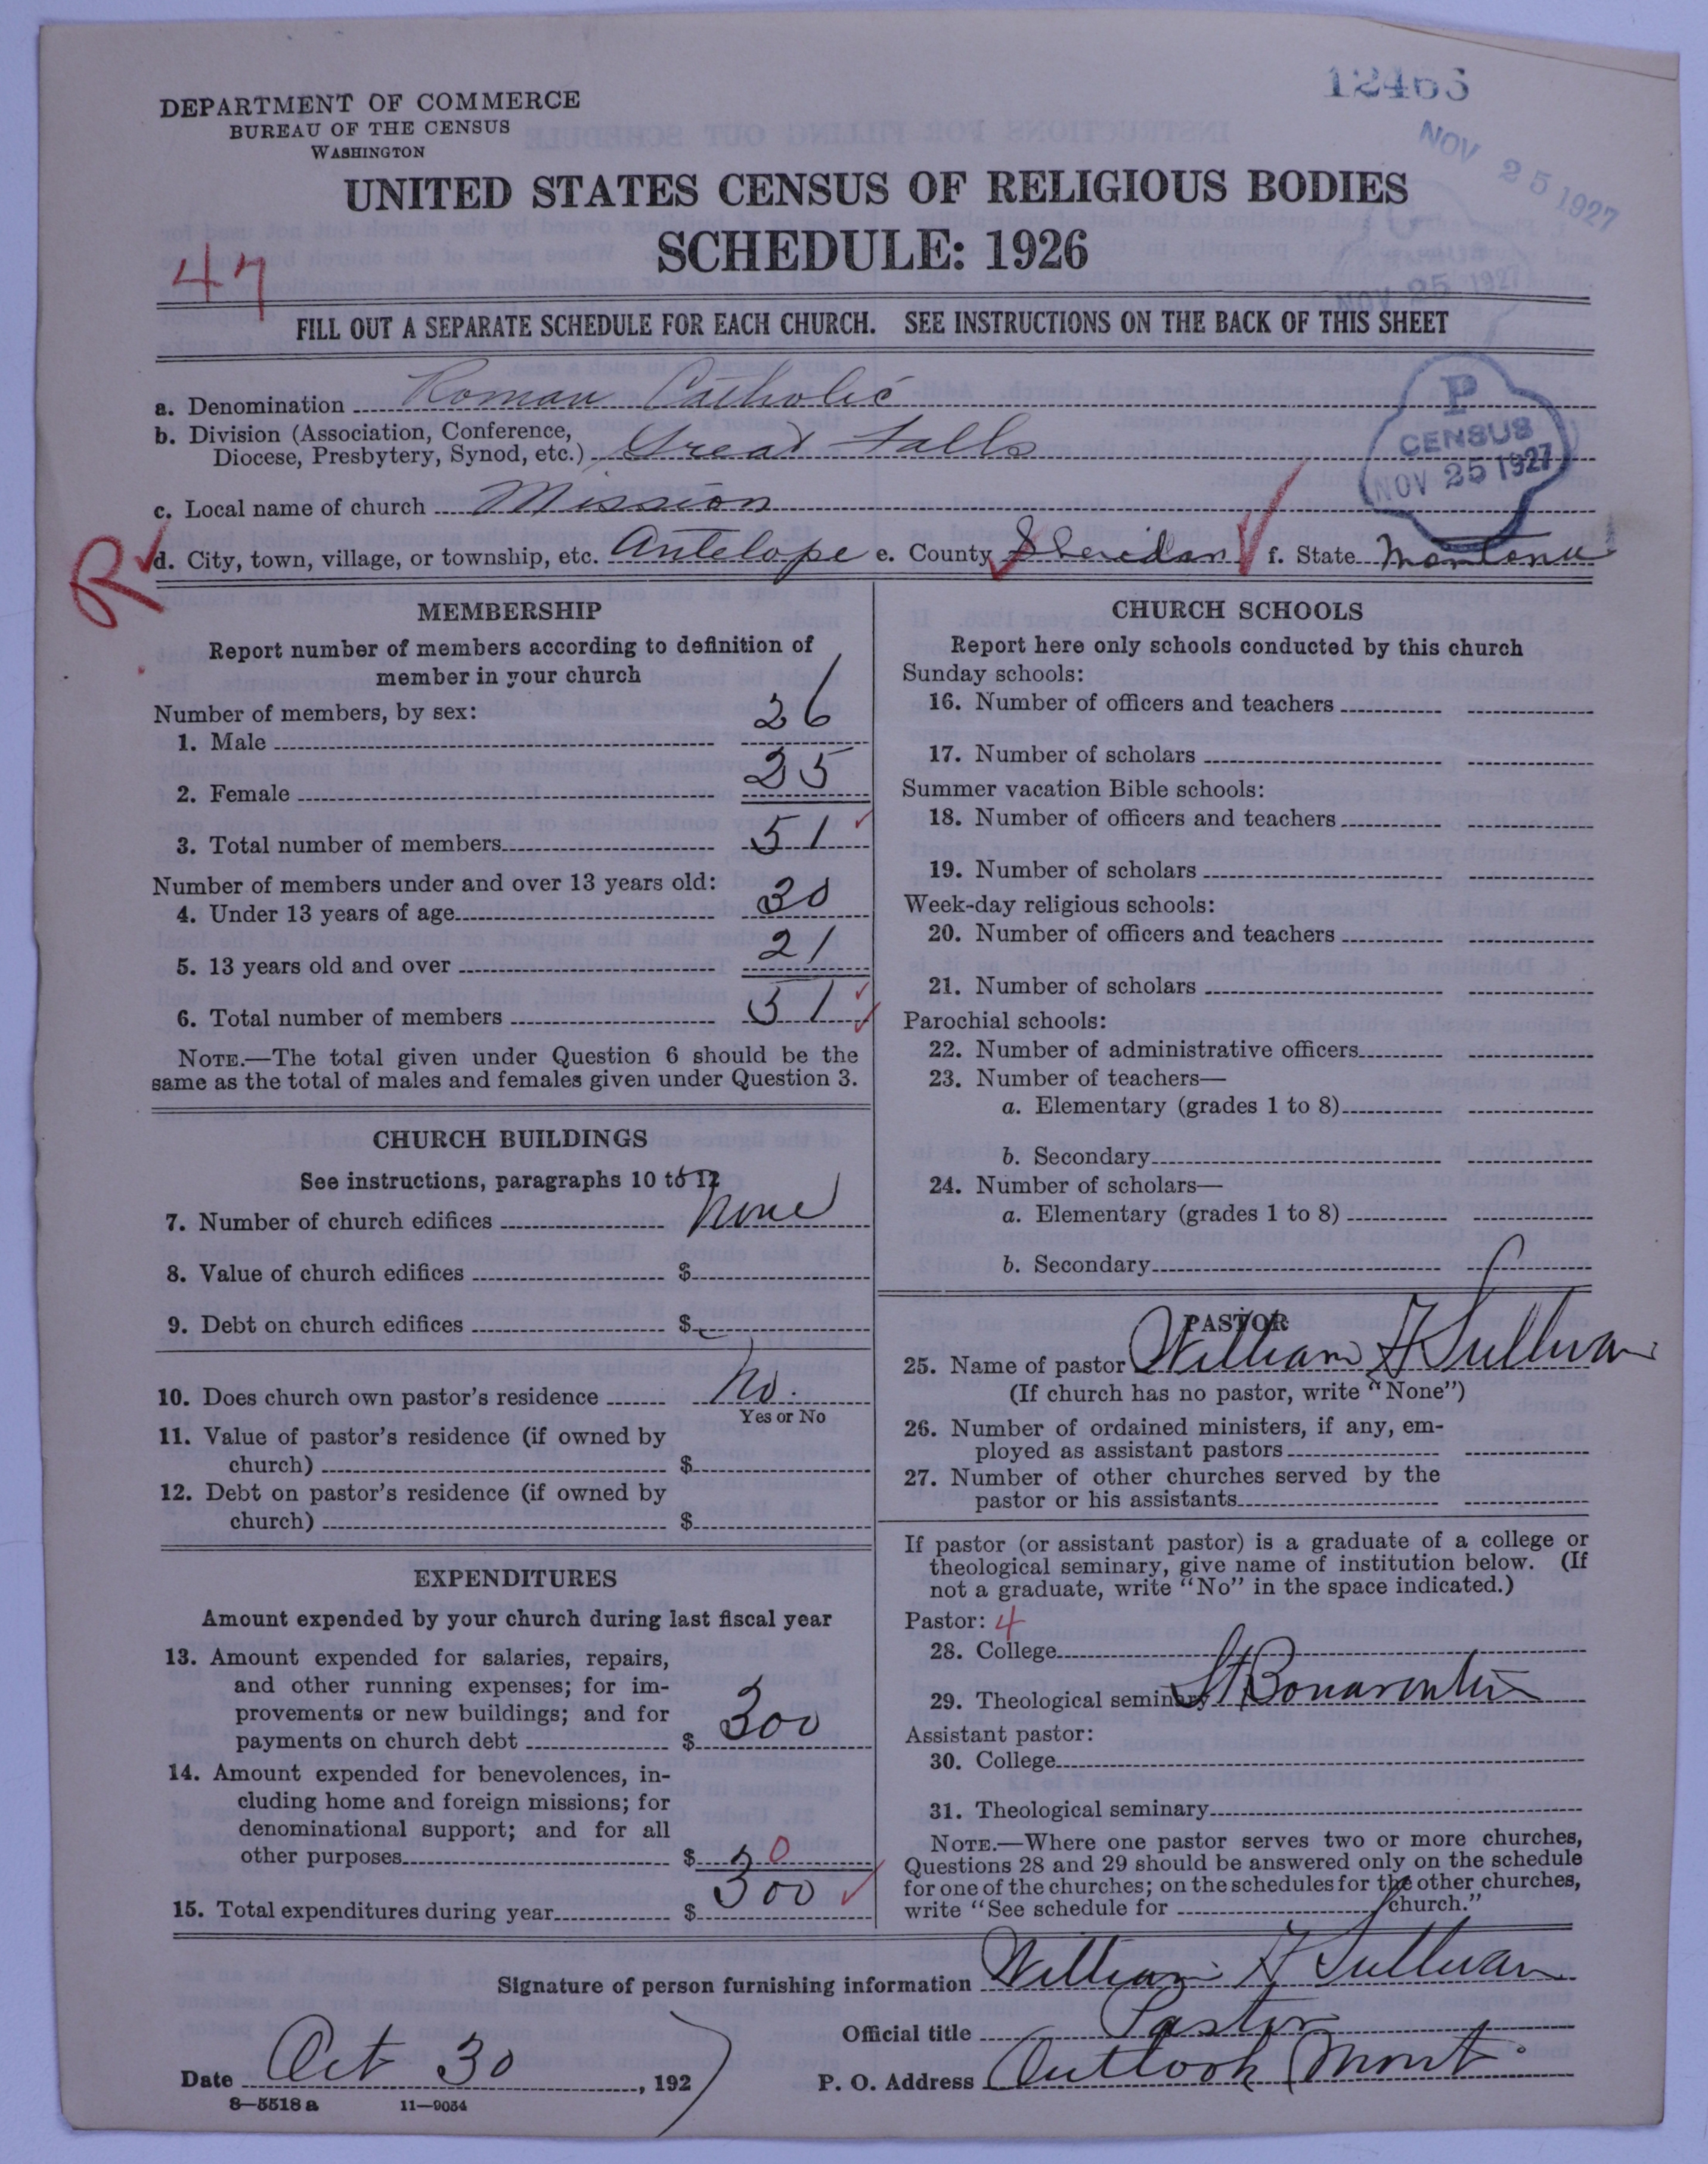 12466
DEPARTMENT OF COMMERCE
BUREAU OF THE CENSUS
WASHINGTON
NOV 25 1927
UNITED STATES CENSUS OF RELIGIOUS BODIES
SCHEDULE: 1926
47
NOV 25 1927
FILL OUT A SEPARATE SCHEDULE FOR EACH CHURCH. SEE INSTRUCTIONS ON THE BACK OF THIS SHEET
P
CENSUS
NOV 25 1927
a. Denomination Roman Catholic
b. Division (Association, Conference,
Diocese, Presbytery, Synod, etc.) Great Falls
c. Local name of church Mission
R
d. City, town, village, or township, etc. Antelope e. County Sheridan f. State Montana
MEMBERSHIP
Report number of members according to definition of
member in your church
Number of members, by sex:
1. Male 26
2. Female 25
3. Total number of members 51
Number of members under and over 13 years old:
4. Under 13 years of age 30
5. 13 years old and over 21
6. Total number of members 51
NOTE.—The total given under Question 6 should be the
same as the total of males and females given under Question 3.
CHURCH BUILDINGS
See instructions, paragraphs 10 to 12
7. Number of church edifices None
8. Value of church edifices $
9. Debt on church edifices $
10. Does church own pastor's residence No.
Yes or No
11. Value of pastor's residence (if owned by
church) $
12. Debt on pastor's residence (if owned by
church) $
EXPENDITURES
Amount expended by your church during last fiscal year
13. Amount expended for salaries, repairs,
and other running expenses; for im-
provements or new buildings; and for
payments on church debt $ 300
14. Amount expended for benevolences, in-
cluding home and foreign missions; for
denominational support; and for all
other purposes $ 0
15. Total expenditures during year $ 300
CHURCH SCHOOLS
Report here only schools conducted by this church
Sunday schools:
16. Number of officers and teachers
17. Number of scholars
Summer vacation Bible schools:
18. Number of officers and teachers
19. Number of scholars
Week-day religious schools:
20. Number of officers and teachers
21. Number of scholars
Parochial schools:
22. Number of administrative officers
23. Number of teachers—
a. Elementary (grades 1 to 8)
b. Secondary
24. Number of scholars—
a. Elementary (grades 1 to 8)
b. Secondary
PASTOR
25. Name of pastor William F Sullivan
(If church has no pastor, write "None")
26. Number of ordained ministers, if any, em-
ployed as assistant pastors
27. Number of other churches served by the
pastor or his assistants
If pastor (or assistant pastor) is a graduate of a college or
theological seminary, give name of institution below. (If
not a graduate, write "No" in the space indicated.)
Pastor: 4
28. College
29. Theological seminary St Bonaventure
Assistant pastor:
30. College
31. Theological seminary
NOTE.—Where one pastor serves two or more churches,
Questions 28 and 29 should be answered only on the schedule
for one of the churches; on the schedules for the other churches,
write "See schedule for church."
Signature of person furnishing information William F Sullivan
Official title Pastor
Date Oct 30, 1927 P. O. Address Outlook Mont.
8—5518a 11—9054